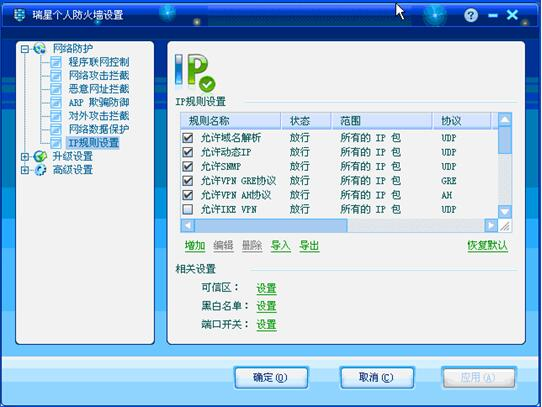 瑞星个人防火墙设置
网络防护
程序联网控制
网络攻击拦截
恶意网址拦截
ARP 欺骗防御
对外攻击拦截
网络数据保护
IP规则设置
升级设置
高级设置
IP
IP规则设置
规则名称 状态 范围 协议
允许域名解析 放行 所有的 IP 包 UDP
允许动态IP 放行 所有的 IP 包 UDP
允许SNMP 放行 所有的 IP 包 UDP
允许VPN GRE协议 放行 所有的 IP 包 GRE
允许VPN AH协议 放行 所有的 IP 包 AH
允许IKE VPN 放行 所有的 IP 包 UDP
增加 编辑 删除 导入 导出 恢复默认
相关设置
可信区： 设置
黑白名单： 设置
端口开关： 设置
确定(O) 取消(C) 应用(A)